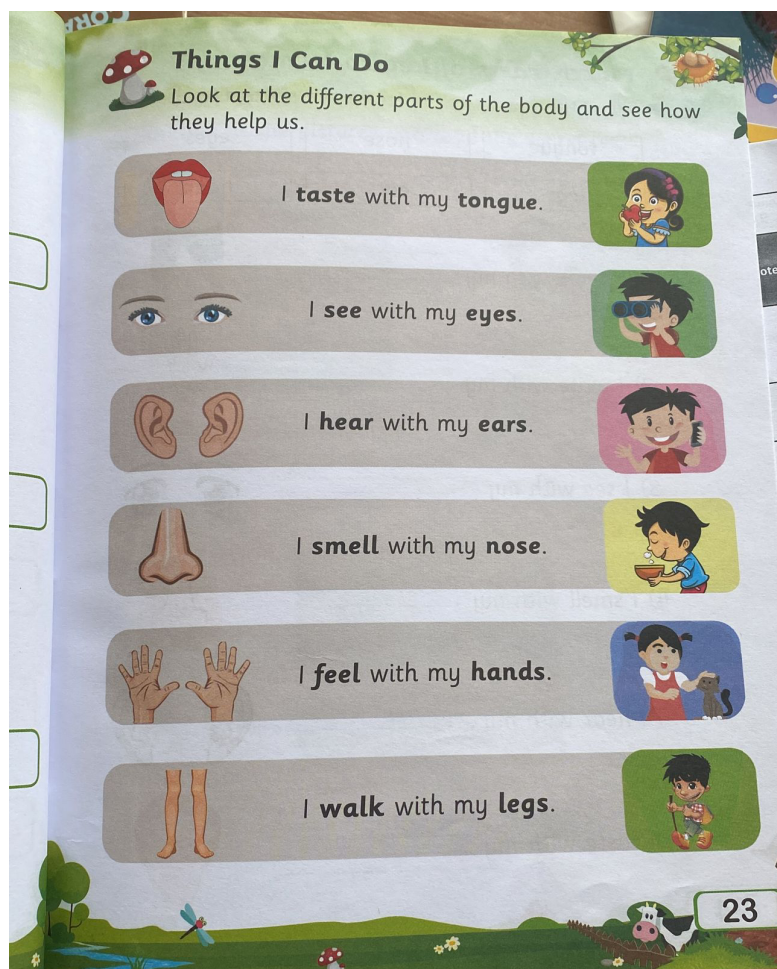 Things I Can Do
Look at the different parts of the body and see how
they help us.
I taste with my tongue.
I see with my eyes.
I hear with my ears.
I smell with my nose.
I feel with my hands.
I walk with my legs.
23